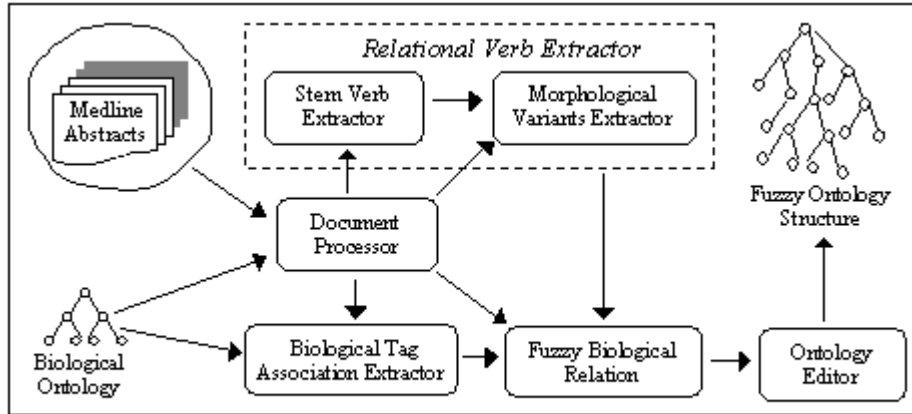 Relational Verb Extractor
Medline
Abstracts
Stem Verb
Extractor
Morphological
Variants Extractor
Document
Processor
Fuzzy Ontology
Structure
Biological
Ontology
Biological Tag
Association Extractor
Fuzzy Biological
Relation
Ontology
Editor